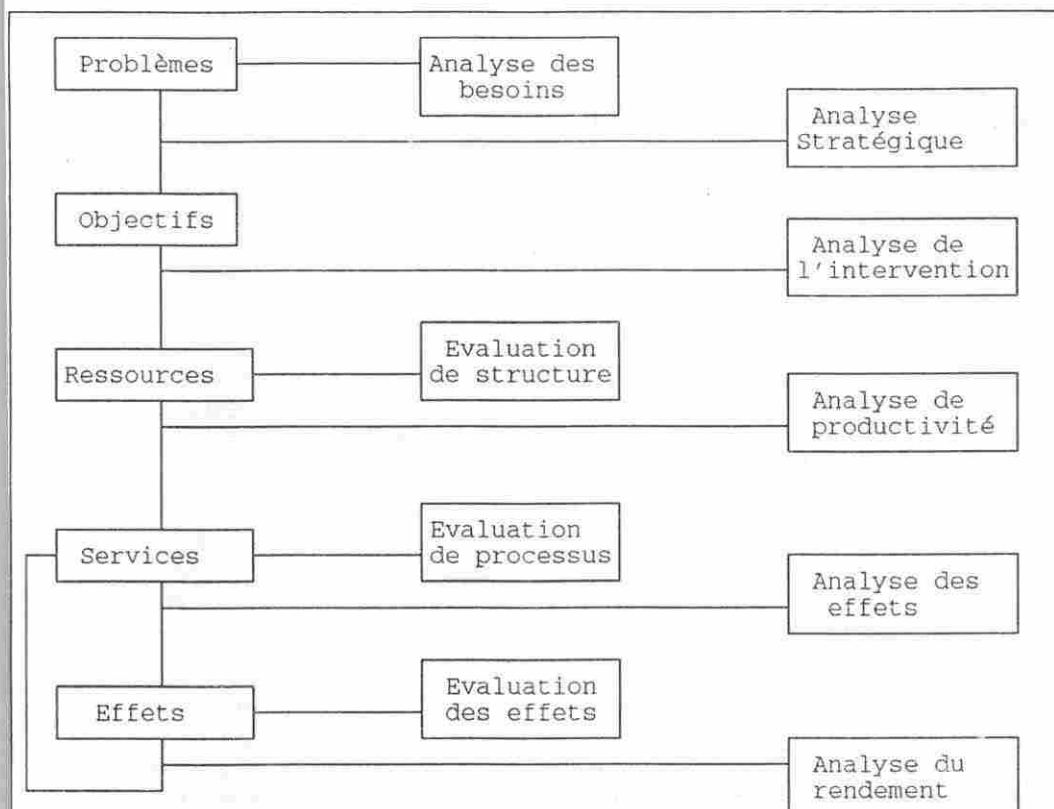 Problèmes
Analyse des
besoins
Analyse
Stratégique
Objectifs
Analyse de
l'intervention
Ressources
Evaluation
de structure
Analyse de
productivité
Services
Evaluation
de processus
Analyse des
effets
Effets
Evaluation
des effets
Analyse du
rendement